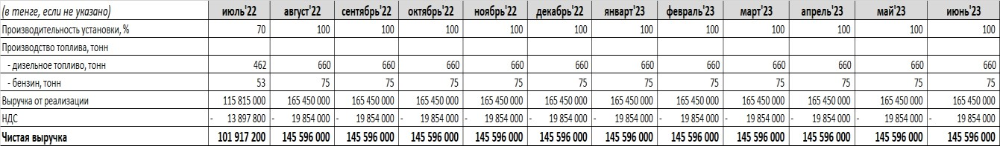 (в тенге, если не указано) июль'22 август'22 сентябрь'22 октябрь'22 ноябрь'22 декабрь'22 январт'23 февраль'23 март'23 апрель'23 май'23 июнь'23
Производительность установки, % 70 100 100 100 100 100 100 100 100 100 100 100
Производство топлива, тонн
- дизельное топливо, тонн 462 660 660 660 660 660 660 660 660 660 660 660
- бензин, тонн 53 75 75 75 75 75 75 75 75 75 75 75
Выручка от реализации 115 815 000 165 450 000 165 450 000 165 450 000 165 450 000 165 450 000 165 450 000 165 450 000 165 450 000 165 450 000 165 450 000 165 450 000
НДС - 13 897 800 - 19 854 000 - 19 854 000 - 19 854 000 - 19 854 000 - 19 854 000 - 19 854 000 - 19 854 000 - 19 854 000 - 19 854 000 - 19 854 000 - 19 854 000
Чистая выручка 101 917 200 145 596 000 145 596 000 145 596 000 145 596 000 145 596 000 145 596 000 145 596 000 145 596 000 145 596 000 145 596 000 145 596 000